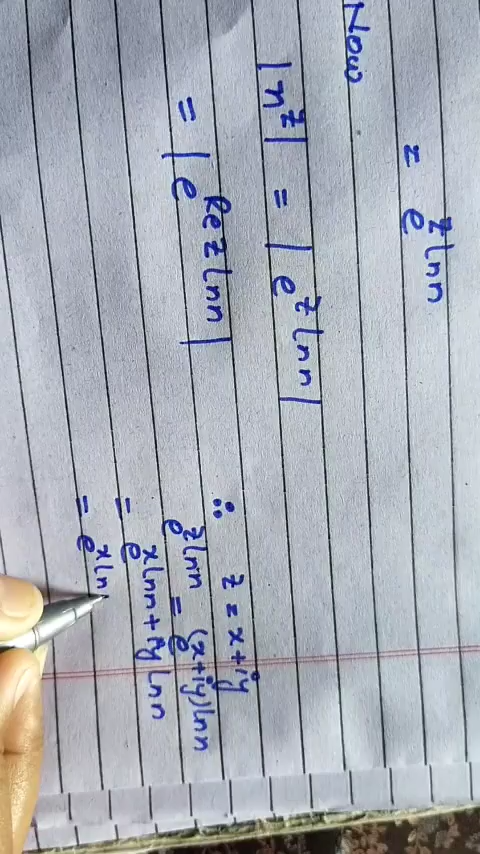 = e^{z ln n}
Now
|n^z| = |e^{z ln n}|
= |e^{Re z ln n}|
∴ z = x+iy
e^{z ln n} = e^{(x+iy) ln n}
= e^{x ln n + iy ln n}
= e^{x ln